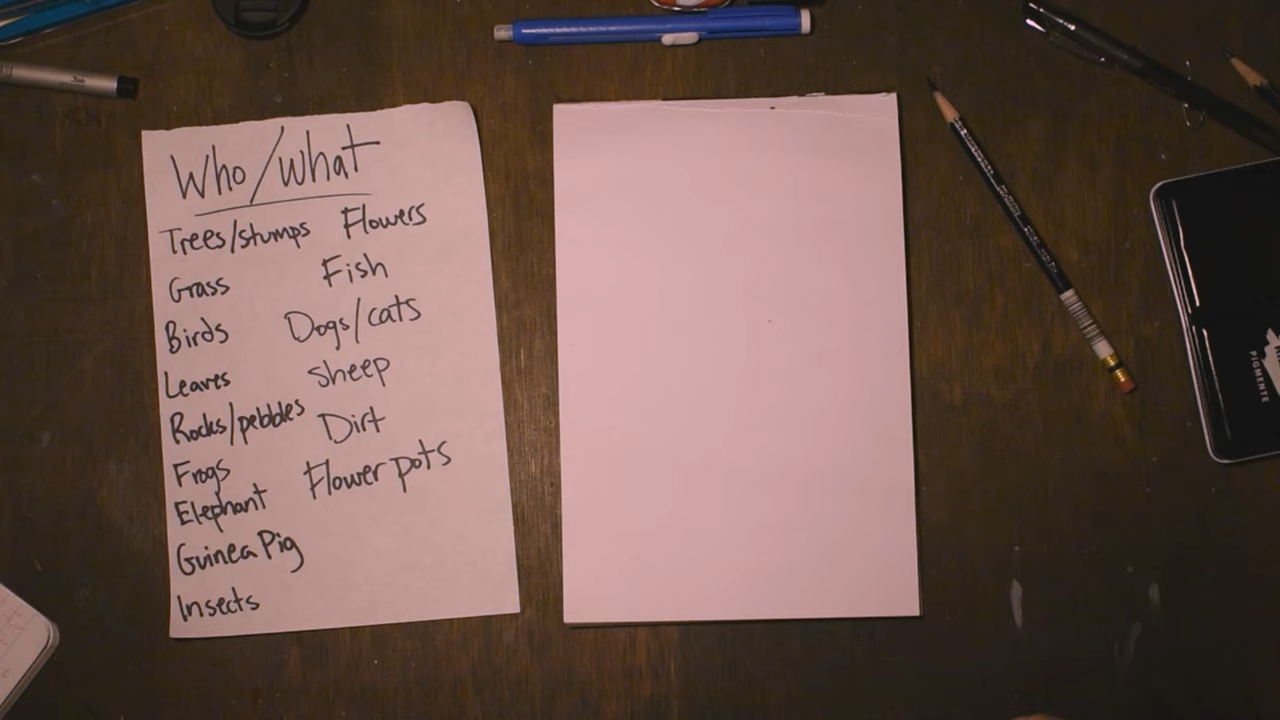 Who/what
Trees/stumps Flowers
Grass Fish
Birds Dogs/cats
Leaves Sheep
Rocks/pebbles Dirt
Frogs Flower pots
Elephant
Guinea Pig
Insects
PIGMENTE